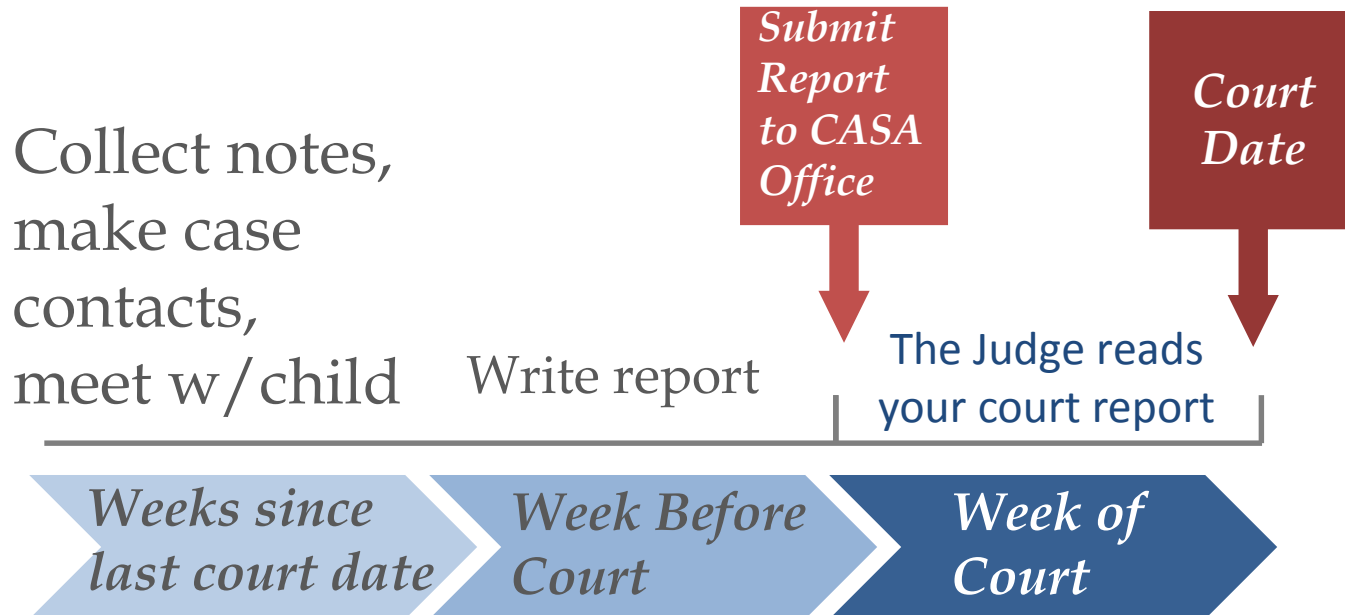 Submit
Report
to CASA
Office
Court
Date
Collect notes,
make case
contacts,
meet w/child
Write report
The Judge reads
your court report
Weeks since
last court date
Week Before
Court
Week of
Court